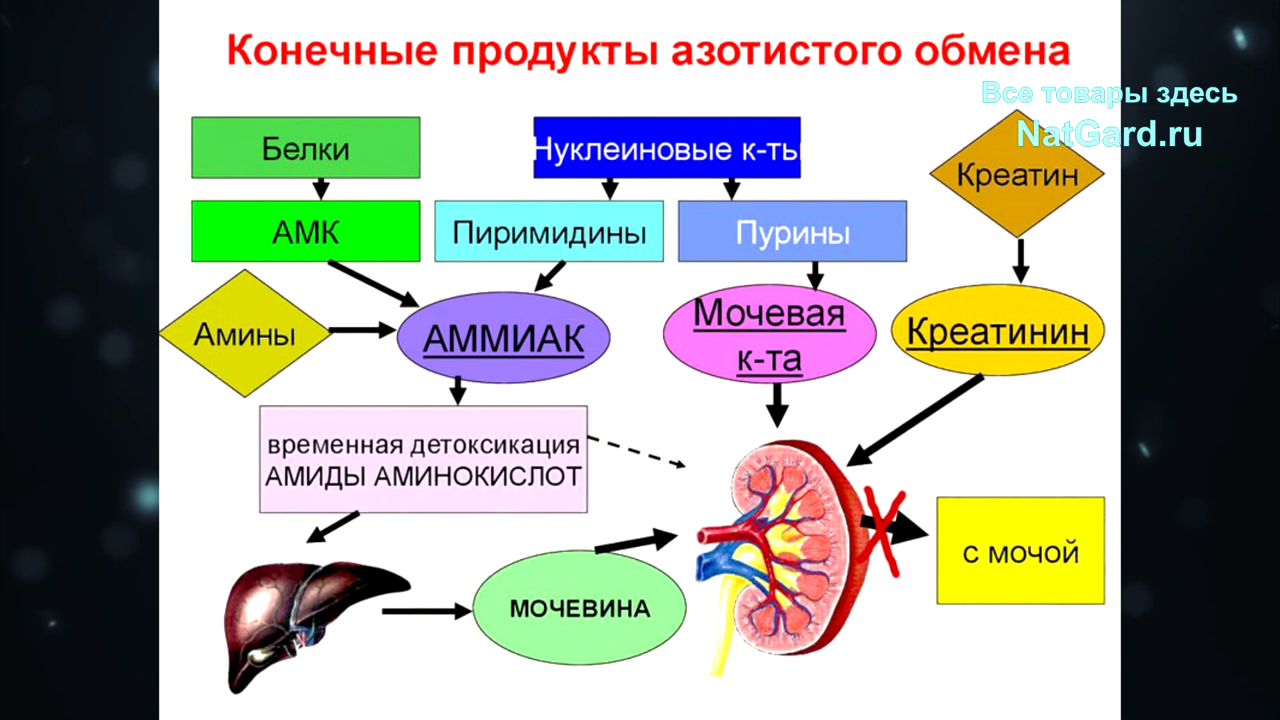 Конечные продукты азотистого обмена
Все товары здесь
NatGard.ru
Белки
Нуклеиновые к-ты
Креатин
АМК
Пиримидины
Пурины
Амины
АММИАК
Мочевая
к-та
Креатинин
временная детоксикация
АМИДЫ АМИНОКИСЛОТ
с мочой
МОЧЕВИНА